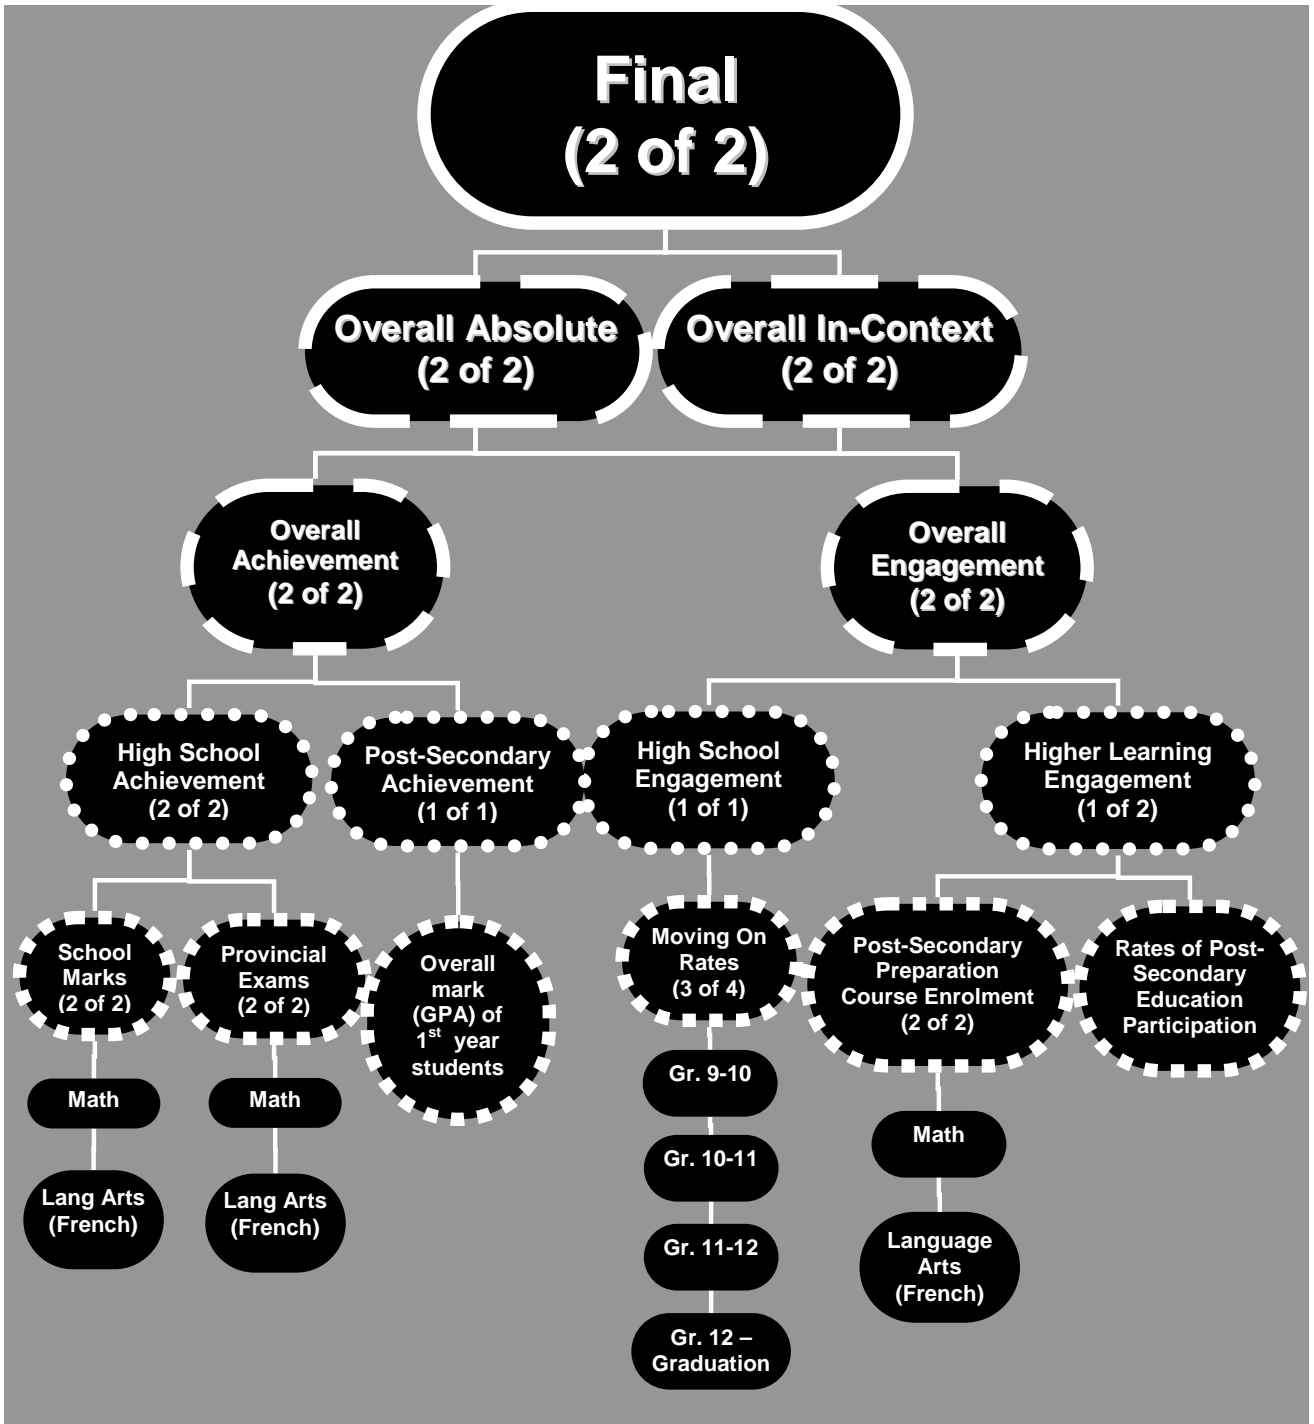 Final
(2 of 2)
Overall Absolute
(2 of 2)
Overall In-Context
(2 of 2)
Overall
Achievement
(2 of 2)
Overall
Engagement
(2 of 2)
High School
Achievement
(2 of 2)
Post-Secondary
Achievement
(1 of 1)
High School
Engagement
(1 of 1)
Higher Learning
Engagement
(1 of 2)
School
Marks
(2 of 2)
Provincial
Exams
(2 of 2)
Overall
mark
(GPA) of
1st year
students
Moving On
Rates
(3 of 4)
Post-Secondary
Preparation
Course Enrolment
(2 of 2)
Rates of Post-
Secondary
Education
Participation
Math
Math
Gr. 9-10
Math
Lang Arts
(French)
Lang Arts
(French)
Gr. 10-11
Gr. 11-12
Language
Arts
(French)
Gr. 12 –
Graduation